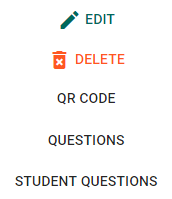 EDIT
DELETE
QR CODE
QUESTIONS
STUDENT QUESTIONS